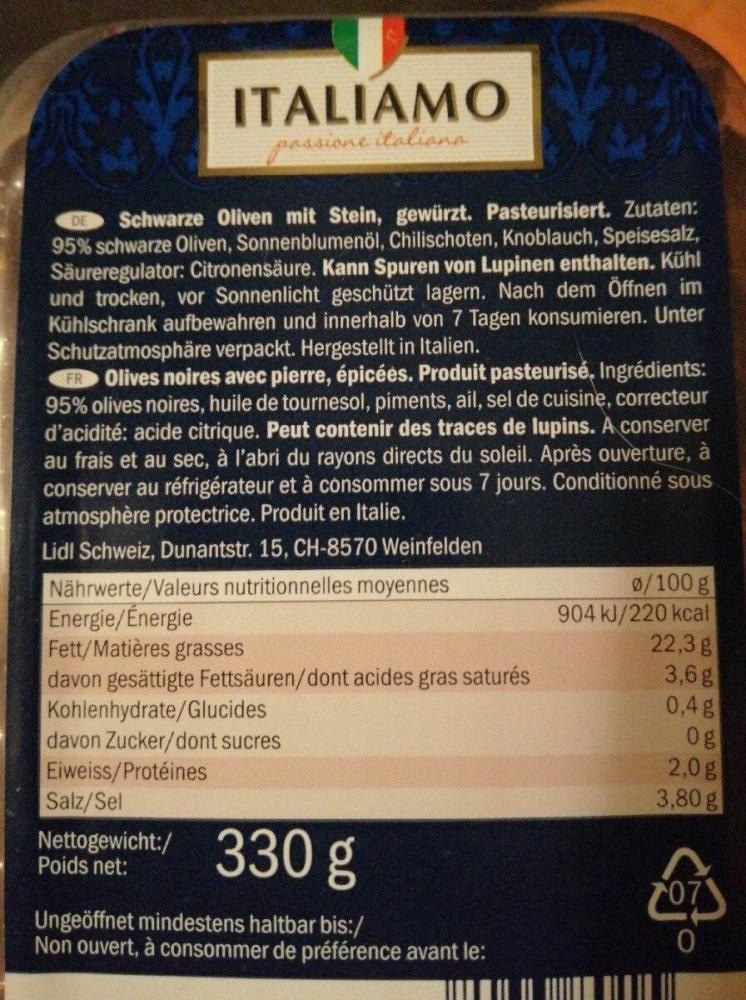 ITALIAMO
passione italiana
DE Schwarze Oliven mit Stein, gewürzt. Pasteurisiert. Zutaten:
95% schwarze Oliven, Sonnenblumenöl, Chilischoten, Knoblauch, Speisesalz,
Säureregulator: Citronensäure. Kann Spuren von Lupinen enthalten. Kühl
und trocken, vor Sonnenlicht geschützt lagern. Nach dem Öffnen im
Kühlschrank aufbewahren und innerhalb von 7 Tagen konsumieren. Unter
Schutzatmosphäre verpackt. Hergestellt in Italien.
FR Olives noires avec pierre, épicées. Produit pasteurisé. Ingrédients:
95% olives noires, huile de tournesol, piments, ail, sel de cuisine, correcteur
d'acidité: acide citrique. Peut contenir des traces de lupins. À conserver
au frais et au sec, à l'abri du rayons directs du soleil. Après ouverture, à
conserver au réfrigérateur et à consommer sous 7 jours. Conditionné sous
atmosphère protectrice. Produit en Italie.
Lidl Schweiz, Dunantstr. 15, CH-8570 Weinfelden
Nährwerte/Valeurs nutritionnelles moyennes ø/100 g
Energie/Énergie 904 kJ/220 kcal
Fett/Matières grasses 22,3 g
davon gesättigte Fettsäuren/dont acides gras saturés 3,6 g
Kohlenhydrate/Glucides 0,4 g
davon Zucker/dont sucres 0 g
Eiweiss/Protéines 2,0 g
Salz/Sel 3,80 g
Nettogewicht:/ 330 g
Poids net:
07
0
Ungeöffnet mindestens haltbar bis:/
Non ouvert, à consommer de préférence avant le: